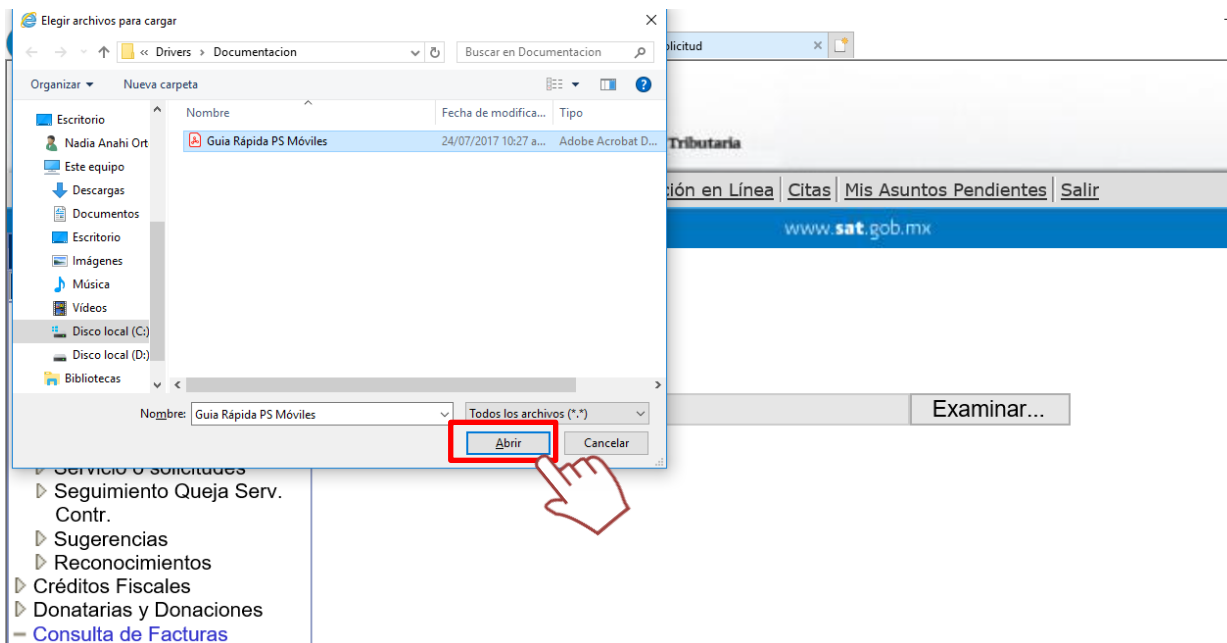 Elegir archivos para cargar
« Drivers > Documentacion
Buscar en Documentacion
Organizar
Nueva carpeta
Nombre
Fecha de modifica...
Tipo
Escritorio
Nadia Anahi Ort
Este equipo
Descargas
Documentos
Escritorio
Imágenes
Música
Vídeos
Disco local (C:)
Disco local (D:)
Bibliotecas
Guia Rápida PS Móviles
24/07/2017 10:27 a...
Adobe Acrobat D...
Nombre: Guia Rápida PS Móviles
Todos los archivos (*.*)
Abrir
Cancelar
licitud
Tributaria
ión en Línea
Citas
Mis Asuntos Pendientes
Salir
www.sat.gob.mx
Examinar...
Servicio o solicitudes
Seguimiento Queja Serv.
Contr.
Sugerencias
Reconocimientos
Créditos Fiscales
Donatarias y Donaciones
Consulta de Facturas